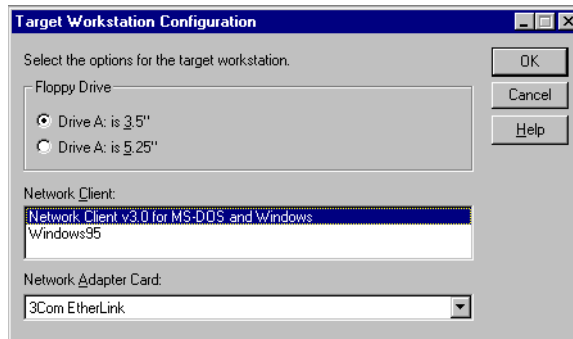 Target Workstation Configuration
Select the options for the target workstation.
OK
Floppy Drive
Cancel
Drive A: is 3.5"
Help
Drive A: is 5.25"
Network Client:
Network Client v3.0 for MS-DOS and Windows
Windows95
Network Adapter Card:
3Com EtherLink